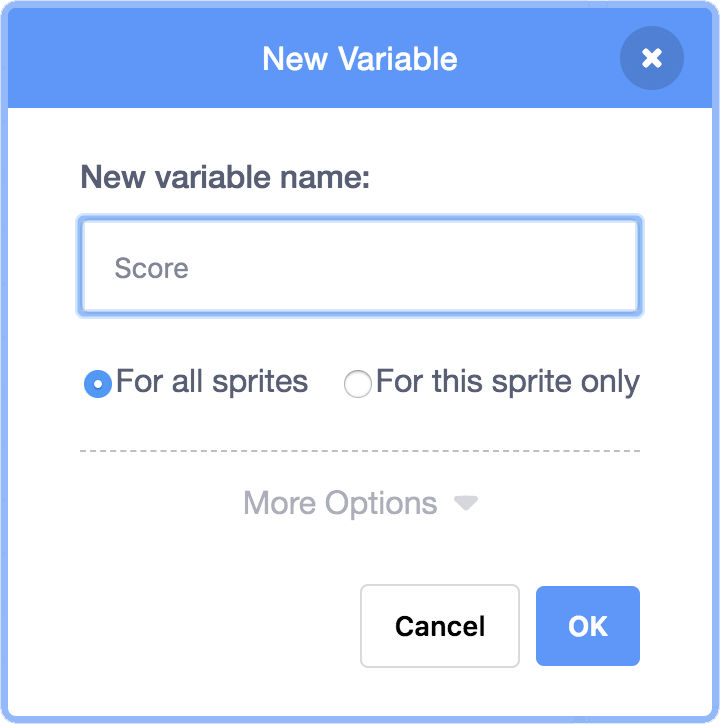 New Variable
New variable name:
Score
For all sprites For this sprite only
More Options
Cancel OK